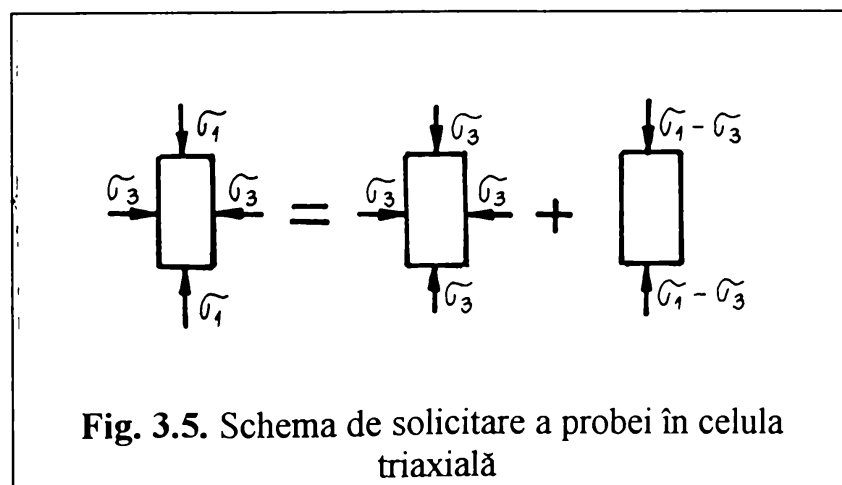 σ₁ σ₃ σ₁ - σ₃
σ₃ σ₃ = σ₃ σ₃ +
σ₁ σ₃ σ₁ - σ₃
Fig. 3.5. Schema de solicitare a probei în celula
triaxială